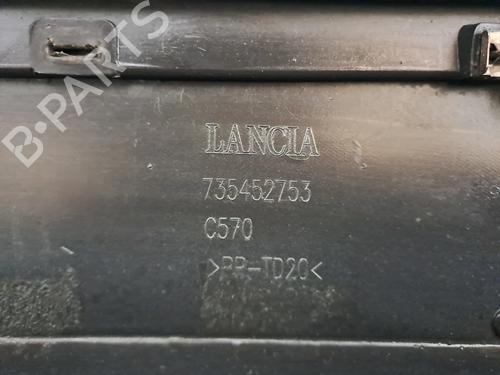 B-PARTS
LANCIA
735452753
C570
>PP-TD20<